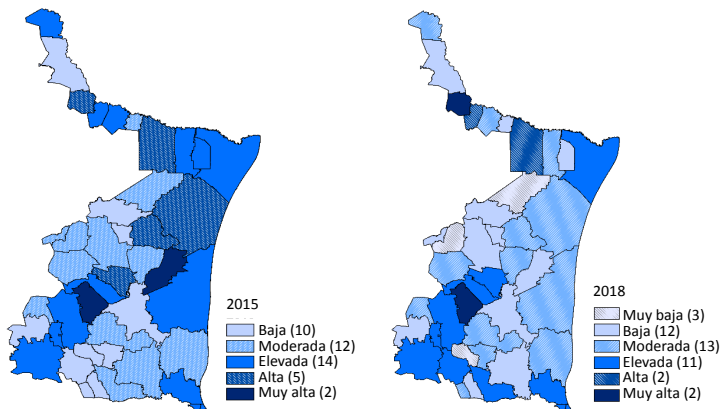 2015
Baja (10)
Moderada (12)
Elevada (14)
Alta (5)
Muy alta (2)
2018
Muy baja (3)
Baja (12)
Moderada (13)
Elevada (11)
Alta (2)
Muy alta (2)